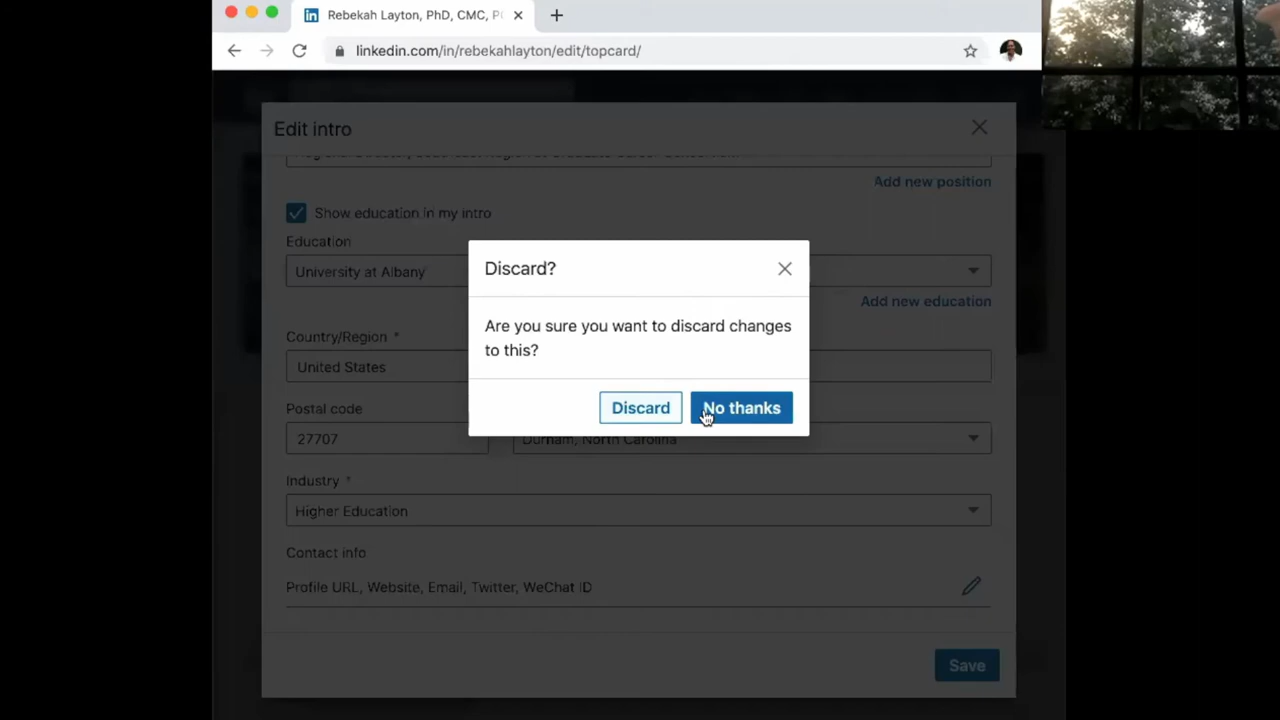 Rebekah Layton, PhD, CMC, P
linkedin.com/in/rebekahlayton/edit/topcard/
Edit intro
Add new position
Show education in my intro
Education
University at Albany
Add new education
Discard?
Are you sure you want to discard changes
to this?
Discard
No thanks
Country/Region *
United States
Postal code
27707
Durham, North Carolina
Industry *
Higher Education
Contact info
Profile URL, Website, Email, Twitter, WeChat ID
Save